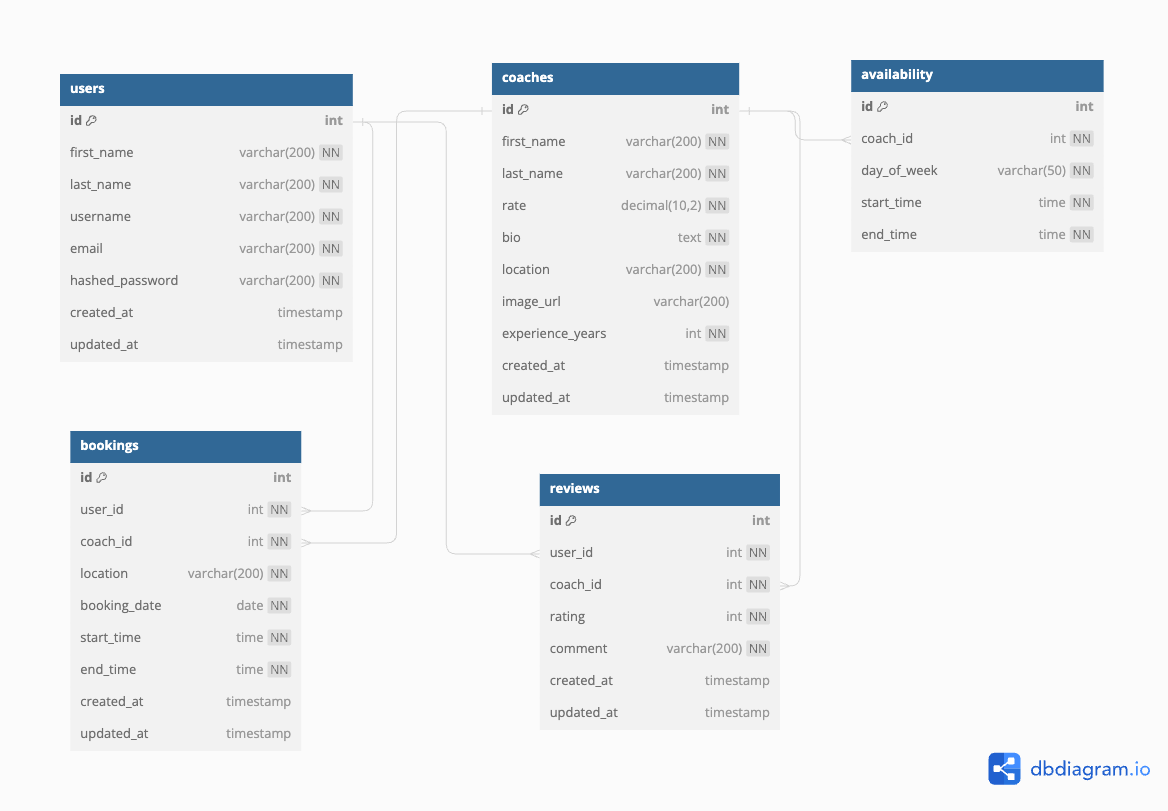 users
id int
first_name varchar(200) NN
last_name varchar(200) NN
username varchar(200) NN
email varchar(200) NN
hashed_password varchar(200) NN
created_at timestamp
updated_at timestamp
coaches
id int
first_name varchar(200) NN
last_name varchar(200) NN
rate decimal(10,2) NN
bio text NN
location varchar(200) NN
image_url varchar(200)
experience_years int NN
created_at timestamp
updated_at timestamp
availability
id int
coach_id int NN
day_of_week varchar(50) NN
start_time time NN
end_time time NN
bookings
id int
user_id int NN
coach_id int NN
location varchar(200) NN
booking_date date NN
start_time time NN
end_time time NN
created_at timestamp
updated_at timestamp
reviews
id int
user_id int NN
coach_id int NN
rating int NN
comment varchar(200) NN
created_at timestamp
updated_at timestamp
dbdiagram.io